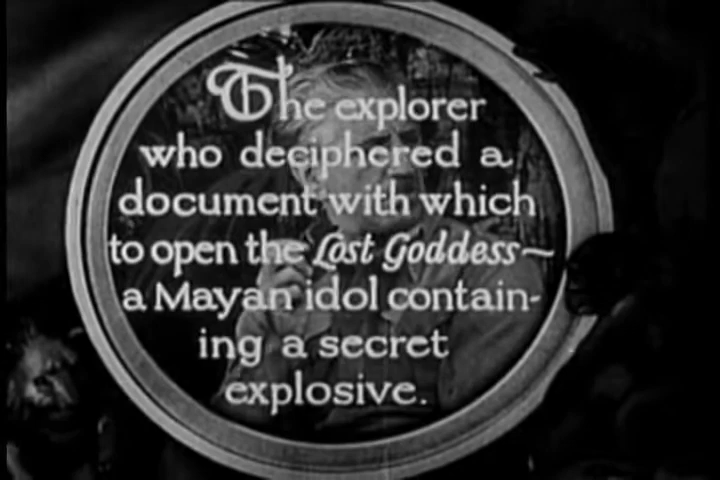 The explorer
who deciphered a
document with which
to open the Lost Goddess~
a Mayan idol contain-
ing a secret
explosive.